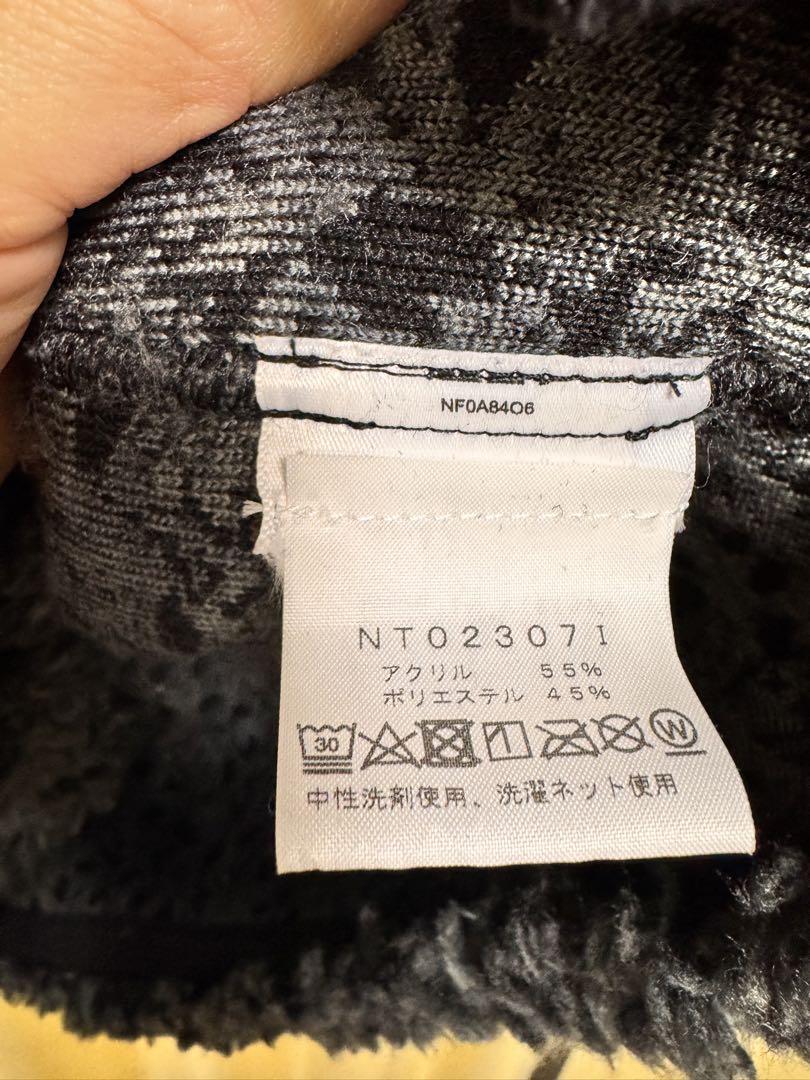 NF0A84O6
NT02307I
アクリル 55%
ポリエステル 45%
30
W
中性洗剤使用、洗濯ネット使用